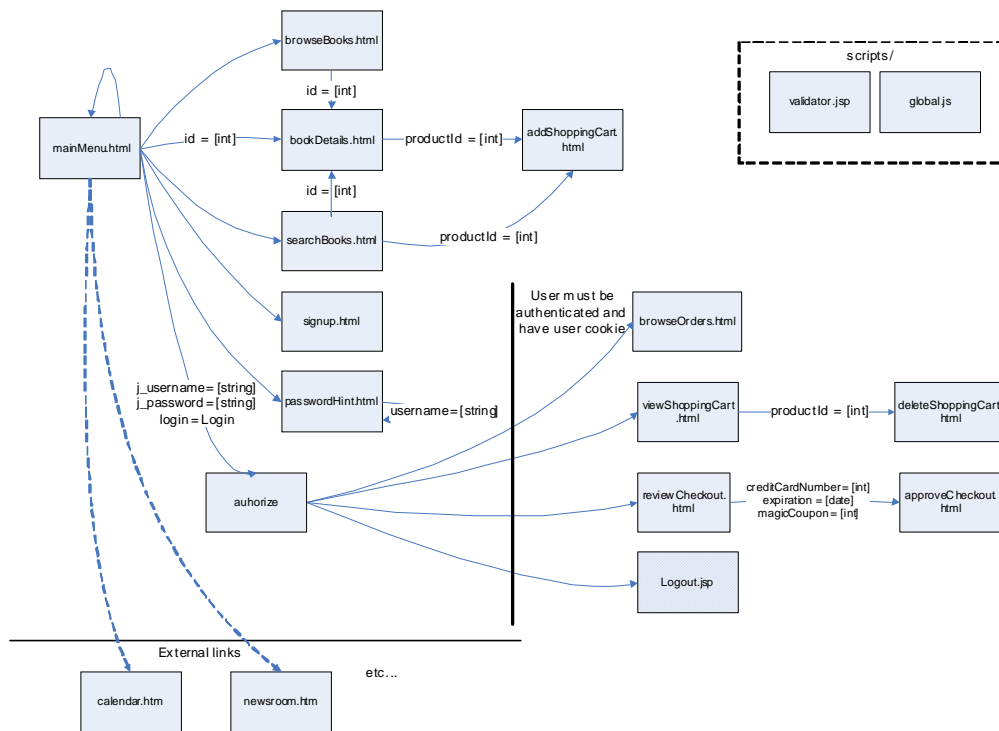 browseBooks.html
scripts/
validator.jsp
global.js
id = [int]
mainMenu.html
id = [int]
bookDetails.html
productId = [int]
addShoppingCart.
html
id = [int]
searchBooks.html
productId = [int]
User must be
authenticated and
have user cookie
signup.html
browseOrders.html
j_username= [string]
j_password= [string]
login = Login
passwordHint.html
username= [string]
viewShoppingCart
.html
productId = [int]
deleteShoppingCart.
html
auhorize
reviewCheckout.
html
creditCardNumber= [int]
expiration = [date]
magicCoupon = [int]
approveCheckout.
html
Logout.jsp
External links
etc...
calendar.htm
newsroom.htm